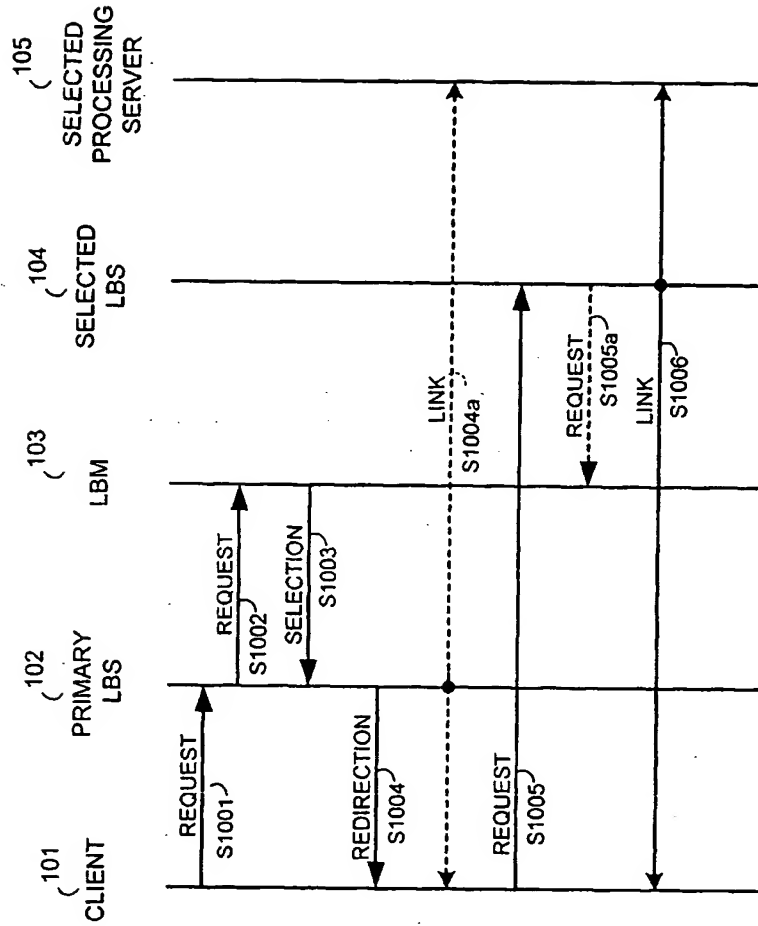 101
CLIENT
102
PRIMARY
LBS
103
LBM
104
SELECTED
LBS
105
SELECTED
PROCESSING
SERVER
REQUEST
S1001
REQUEST
S1002
SELECTION
S1003
REDIRECTION
S1004
LINK
S1004a
REQUEST
S1005
REQUEST
S1005a
LINK
S1006